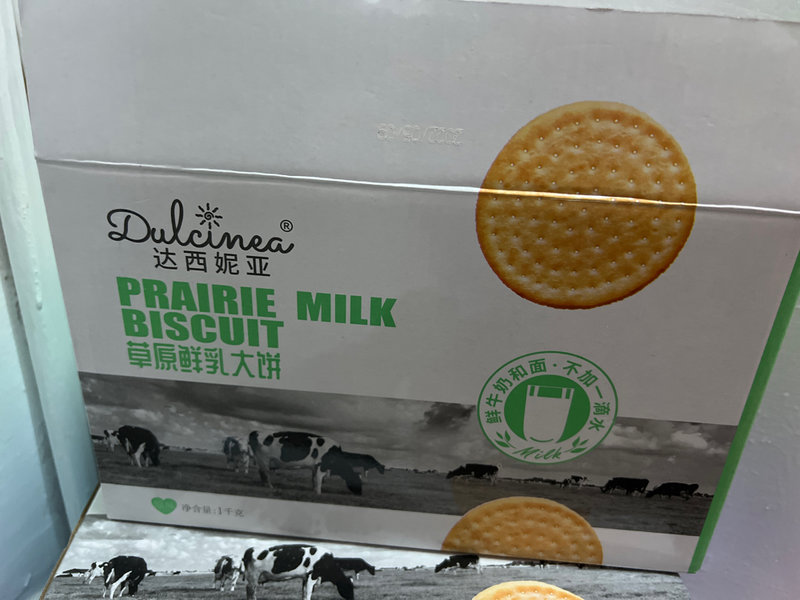 Dulcinea®
达西妮亚
PRAIRIE MILK
BISCUIT
草原鲜乳大饼
鲜牛奶和面·不加一滴水
Milk
净含量:1千克